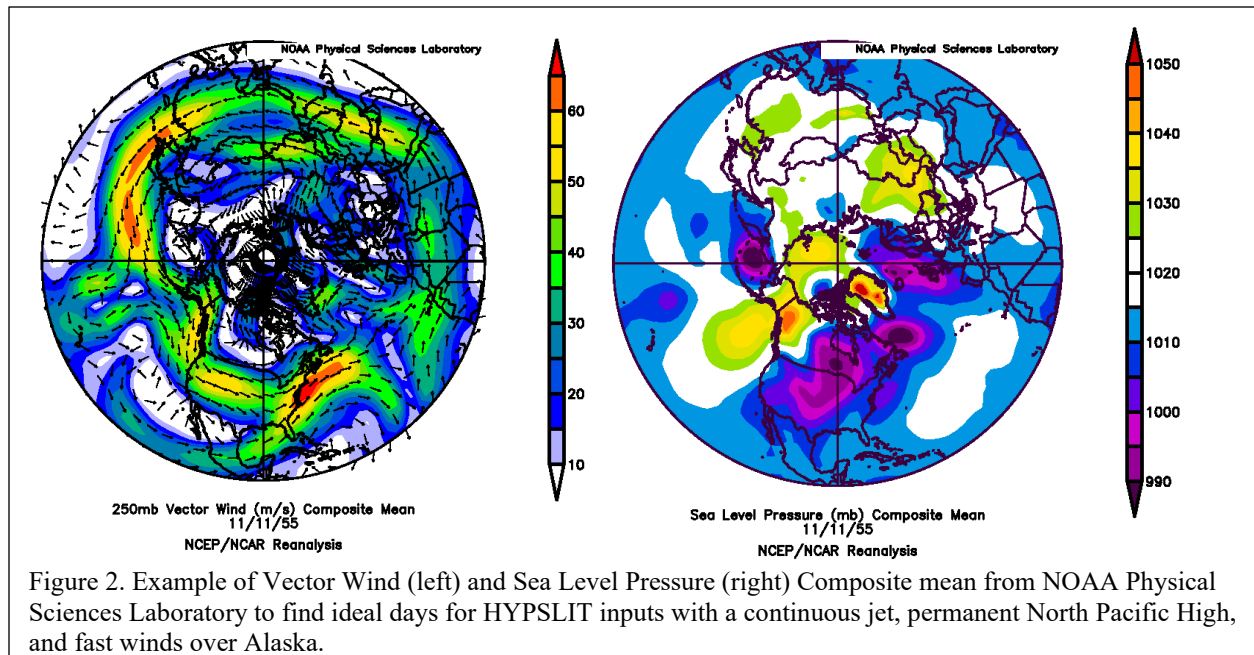 NOAA Physical Sciences Laboratory
60
50
40
30
20
10
250mb Vector Wind (m/s) Composite Mean
11/11/55
NCEP/NCAR Reanalysis
NOAA Physical Sciences Laboratory
1050
1040
1030
1020
1010
1000
990
Sea Level Pressure (mb) Composite Mean
11/11/55
NCEP/NCAR Reanalysis
Figure 2. Example of Vector Wind (left) and Sea Level Pressure (right) Composite mean from NOAA Physical
Sciences Laboratory to find ideal days for HYPSLIT inputs with a continuous jet, permanent North Pacific High,
and fast winds over Alaska.